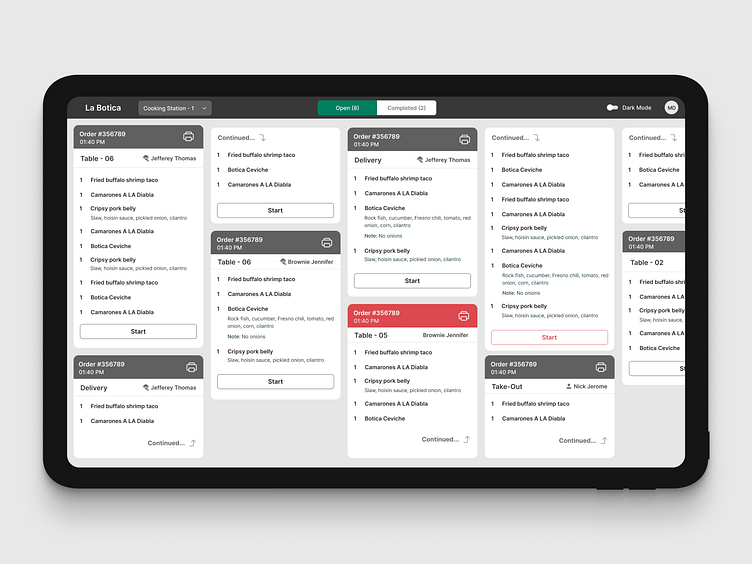 La Botica
Cooking Station - 1
Open (8)
Completed (2)
Dark Mode
MD
Order #356789
01:40 PM
Table - 06
Jefferey Thomas
1 Fried buffalo shrimp taco
1 Camarones A LA Diabla
1 Cripsy pork belly
Slaw, hoisin sauce, pickled onion, cilantro
1 Camarones A LA Diabla
1 Botica Ceviche
1 Cripsy pork belly
Slaw, hoisin sauce, pickled onion, cilantro
1 Fried buffalo shrimp taco
1 Botica Ceviche
1 Camarones A LA Diabla
Start
Order #356789
01:40 PM
Delivery
Jefferey Thomas
1 Fried buffalo shrimp taco
1 Camarones A LA Diabla
Continued...
Continued...
1 Fried buffalo shrimp taco
1 Botica Ceviche
1 Camarones A LA Diabla
Start
Order #356789
01:40 PM
Table - 06
Brownie Jennifer
1 Fried buffalo shrimp taco
1 Camarones A LA Diabla
1 Botica Ceviche
Rock fish, cucumber, Fresno chili, tomato, red
onion, corn, cilantro
Note: No onions
1 Cripsy pork belly
Slaw, hoisin sauce, pickled onion, cilantro
Start
Order #356789
01:40 PM
Delivery
Jefferey Thomas
1 Fried buffalo shrimp taco
1 Camarones A LA Diabla
1 Botica Ceviche
Rock fish, cucumber, Fresno chili, tomato, red
onion, corn, cilantro
Note: No onions
1 Cripsy pork belly
Slaw, hoisin sauce, pickled onion, cilantro
Start
Order #356789
01:40 PM
Table - 05
Brownie Jennifer
1 Fried buffalo shrimp taco
1 Camarones A LA Diabla
1 Cripsy pork belly
Slaw, hoisin sauce, pickled onion, cilantro
1 Camarones A LA Diabla
1 Botica Ceviche
Continued...
Continued...
1 Fried buffalo shrimp taco
1 Botica Ceviche
1 Camarones A LA Diabla
1 Fried buffalo shrimp taco
1 Camarones A LA Diabla
1 Cripsy pork belly
Slaw, hoisin sauce, pickled onion, cilantro
1 Camarones A LA Diabla
1 Botica Ceviche
Rock fish, cucumber, Fresno chili, tomato, red
onion, corn, cilantro
Note: No onions
1 Cripsy pork belly
Slaw, hoisin sauce, pickled onion, cilantro
Start
Order #356789
01:40 PM
Take-Out
Nick Jerome
1 Fried buffalo shrimp taco
1 Camarones A LA Diabla
Continued...
Continued...
1 Fried buffalo shri
1 Botica Ceviche
1 Camarones A LA
St
Order #356789
01:40 PM
Table - 02
1 Fried buffalo shri
1 Camarones A LA
1 Cripsy pork belly
Slaw, hoisin sauce, p
1 Camarones A LA
1 Botica Ceviche
St